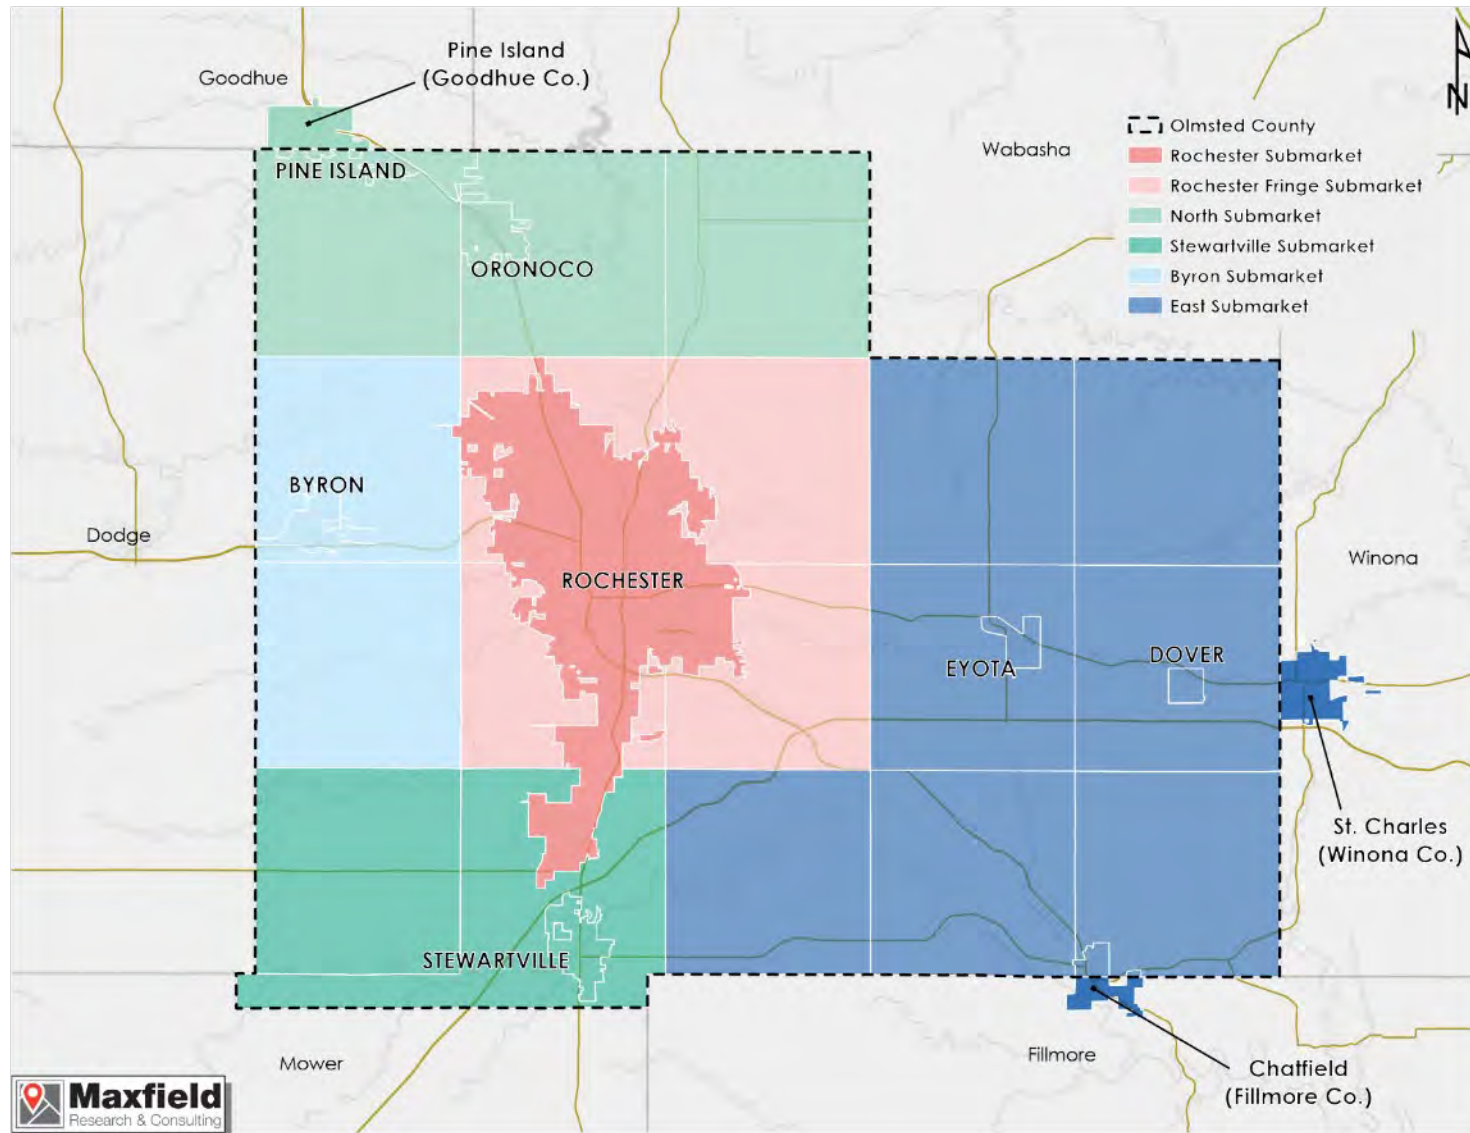 Pine Island
(Goodhue Co.)
Goodhue
N
Olmsted County
Wabasha
Rochester Submarket
PINE ISLAND
Rochester Fringe Submarket
North Submarket
Stewartville Submarket
ORONOCO
Byron Submarket
East Submarket
BYRON
Dodge
Winona
ROCHESTER
DOVER
EYOTA
St. Charles
(Winona Co.)
STEWARTVILLE
Mower
Fillmore
Chatfield
(Fillmore Co.)
Maxfield
Research & Consulting